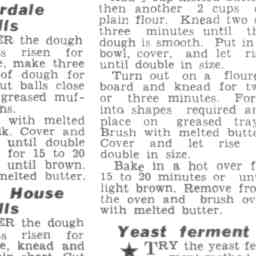 rdale
lls
ER the dough
s risen for
e, make three
of dough for
ut balls close
greased muf-
ns.
with melted
lk. Cover and
until double
for 15 to 20
until brown.
melted butter.
House
lls
ER the dough
s risen for
e, knead and
then another 2 cups
plain flour. Knead two
three minutes until th
dough is smooth. Put in
bowl, cover, and let ri
until double in size.
Turn out on a floure
board and knead for tw
or three minutes. For
into shapes required a
place on greased tray
Brush with melted butte
Cover and let rise
double in size.
Bake in a hot over f
15 to 20 minutes or un
light brown. Remove fro
the oven and brush ov
with melted butter.
Yeast ferment
★ TRY the yeast fe